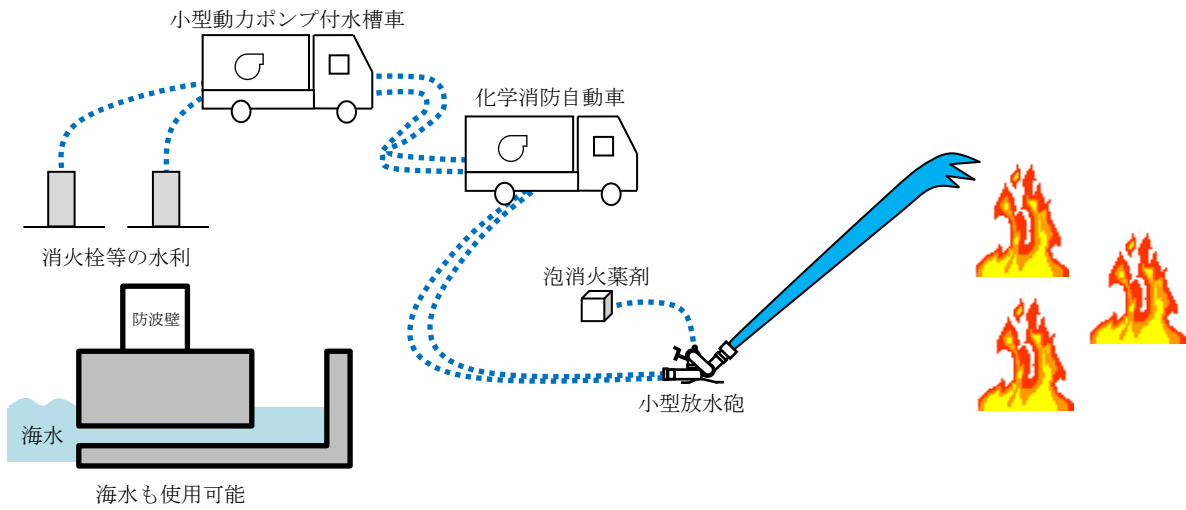 小型動力ポンプ付水槽車
化学消防自動車
消火栓等の水利
泡消火薬剤
防波壁
小型放水砲
海水
海水も使用可能